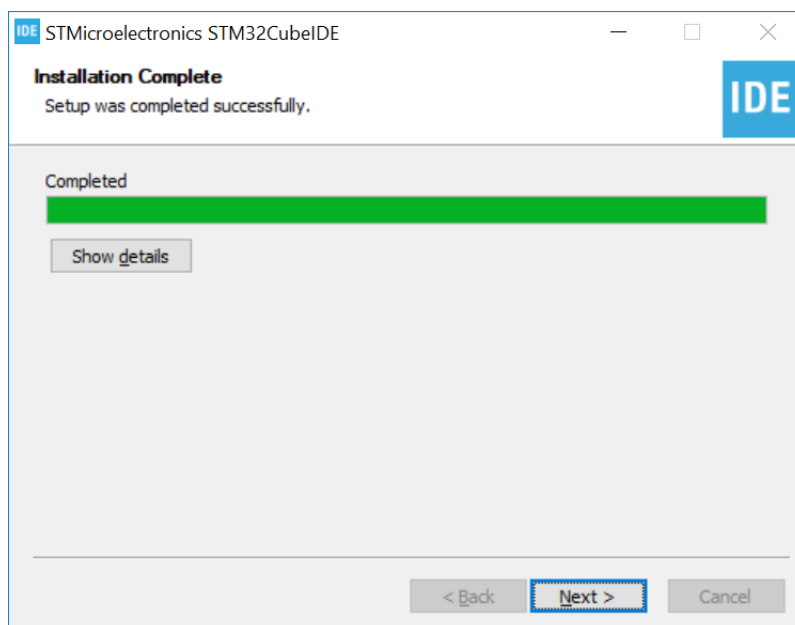 IDE STMicroelectronics STM32CubeIDE
Installation Complete
Setup was completed successfully.
IDE
Completed
Show details
< Back Next > Cancel